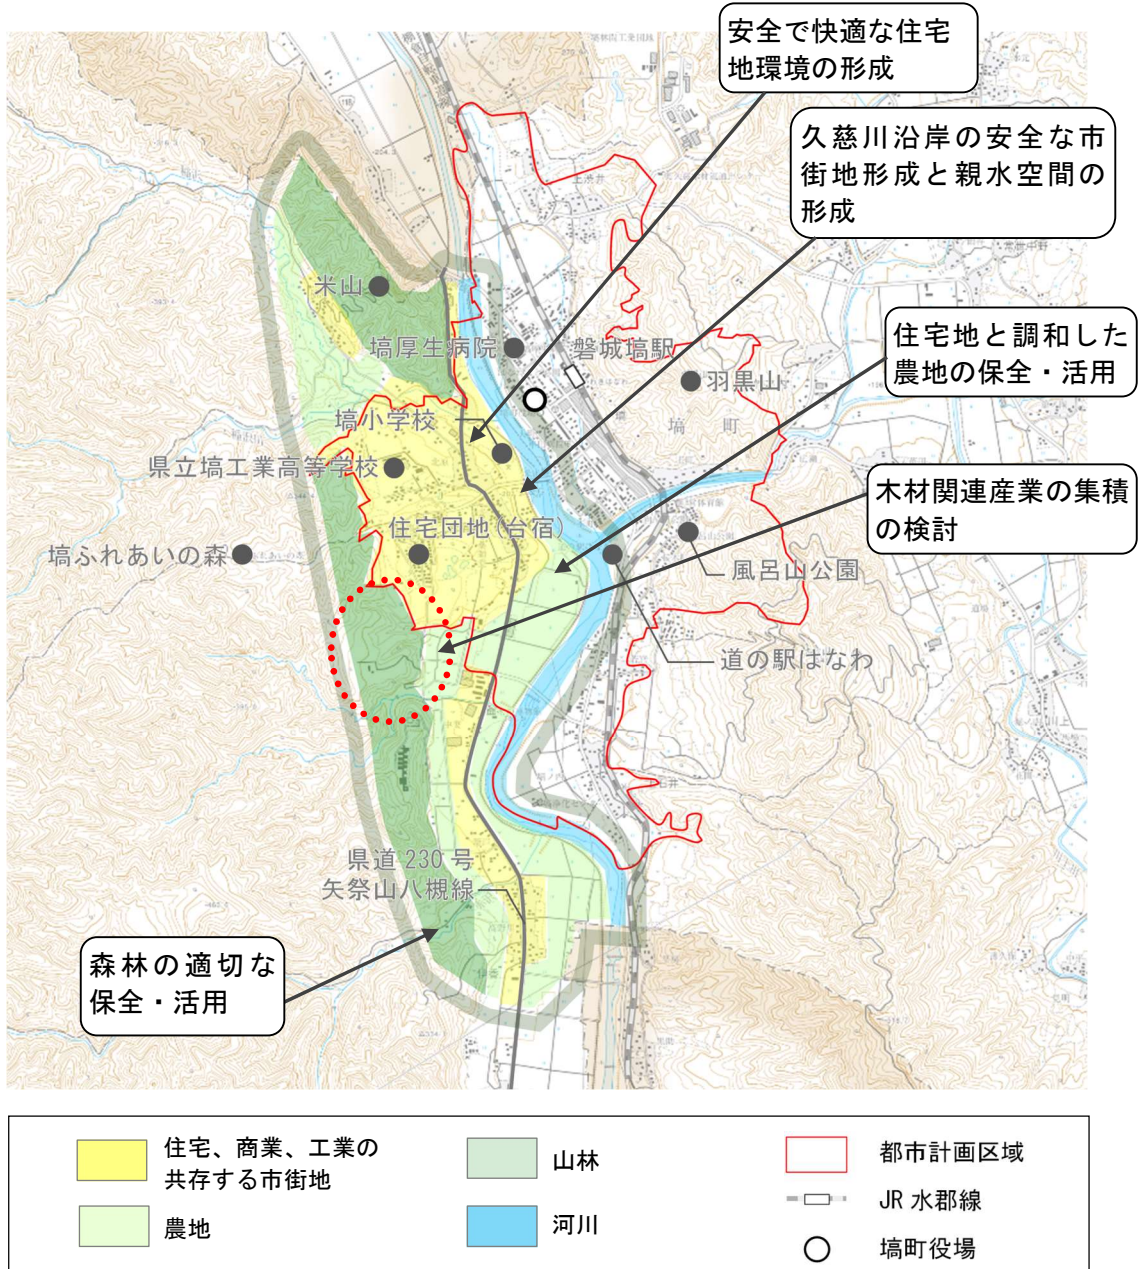 安全で快適な住宅
地環境の形成
久慈川沿岸の安全な市
街地形成と親水空間の
形成
住宅地と調和した
農地の保全・活用
木材関連産業の集積
の検討
森林の適切な
保全・活用
米山
塙厚生病院
磐城塙駅
羽黒山
塙町
塙小学校
県立塙工業高等学校
住宅団地(台宿)
塙ふれあいの森
風呂山公園
道の駅はなわ
県道230号
矢祭山八槻線
住宅、商業、工業の
共存する市街地
農地
山林
河川
都市計画区域
JR水郡線
塙町役場